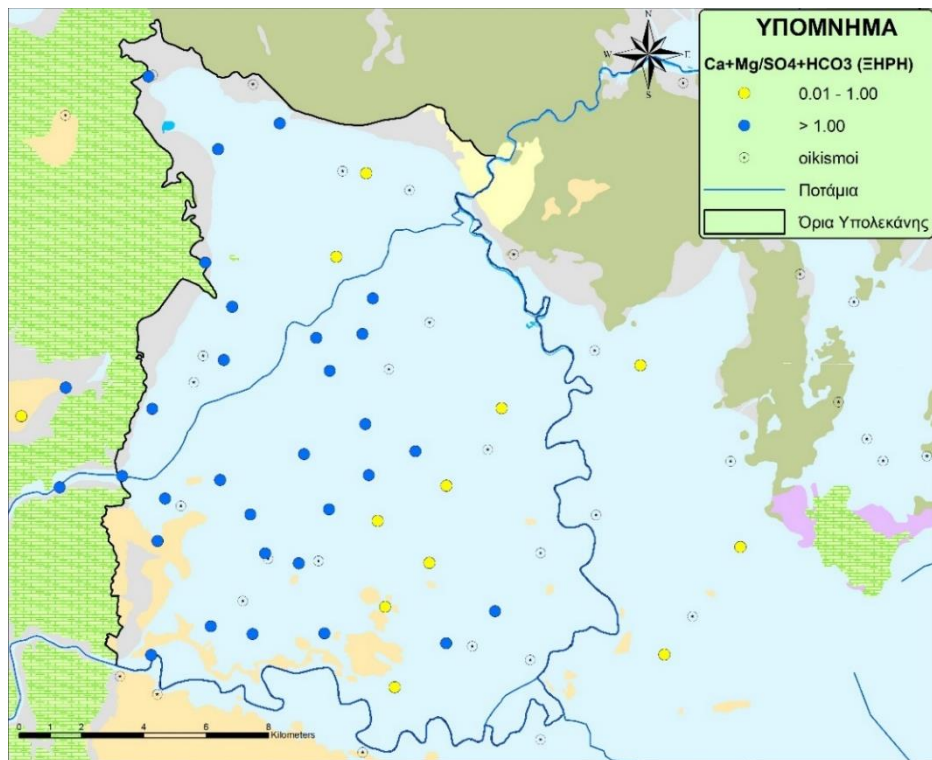 N
W
E
S
ΥΠΟΜΝΗΜΑ
Ca+Mg/SO4+HCO3 (ΞΗΡΗ)
0.01 - 1.00
> 1.00
oikismoi
Ποτάμια
Όρια Υπολεκάνης
0 1 2 4 6 8
Kilometers